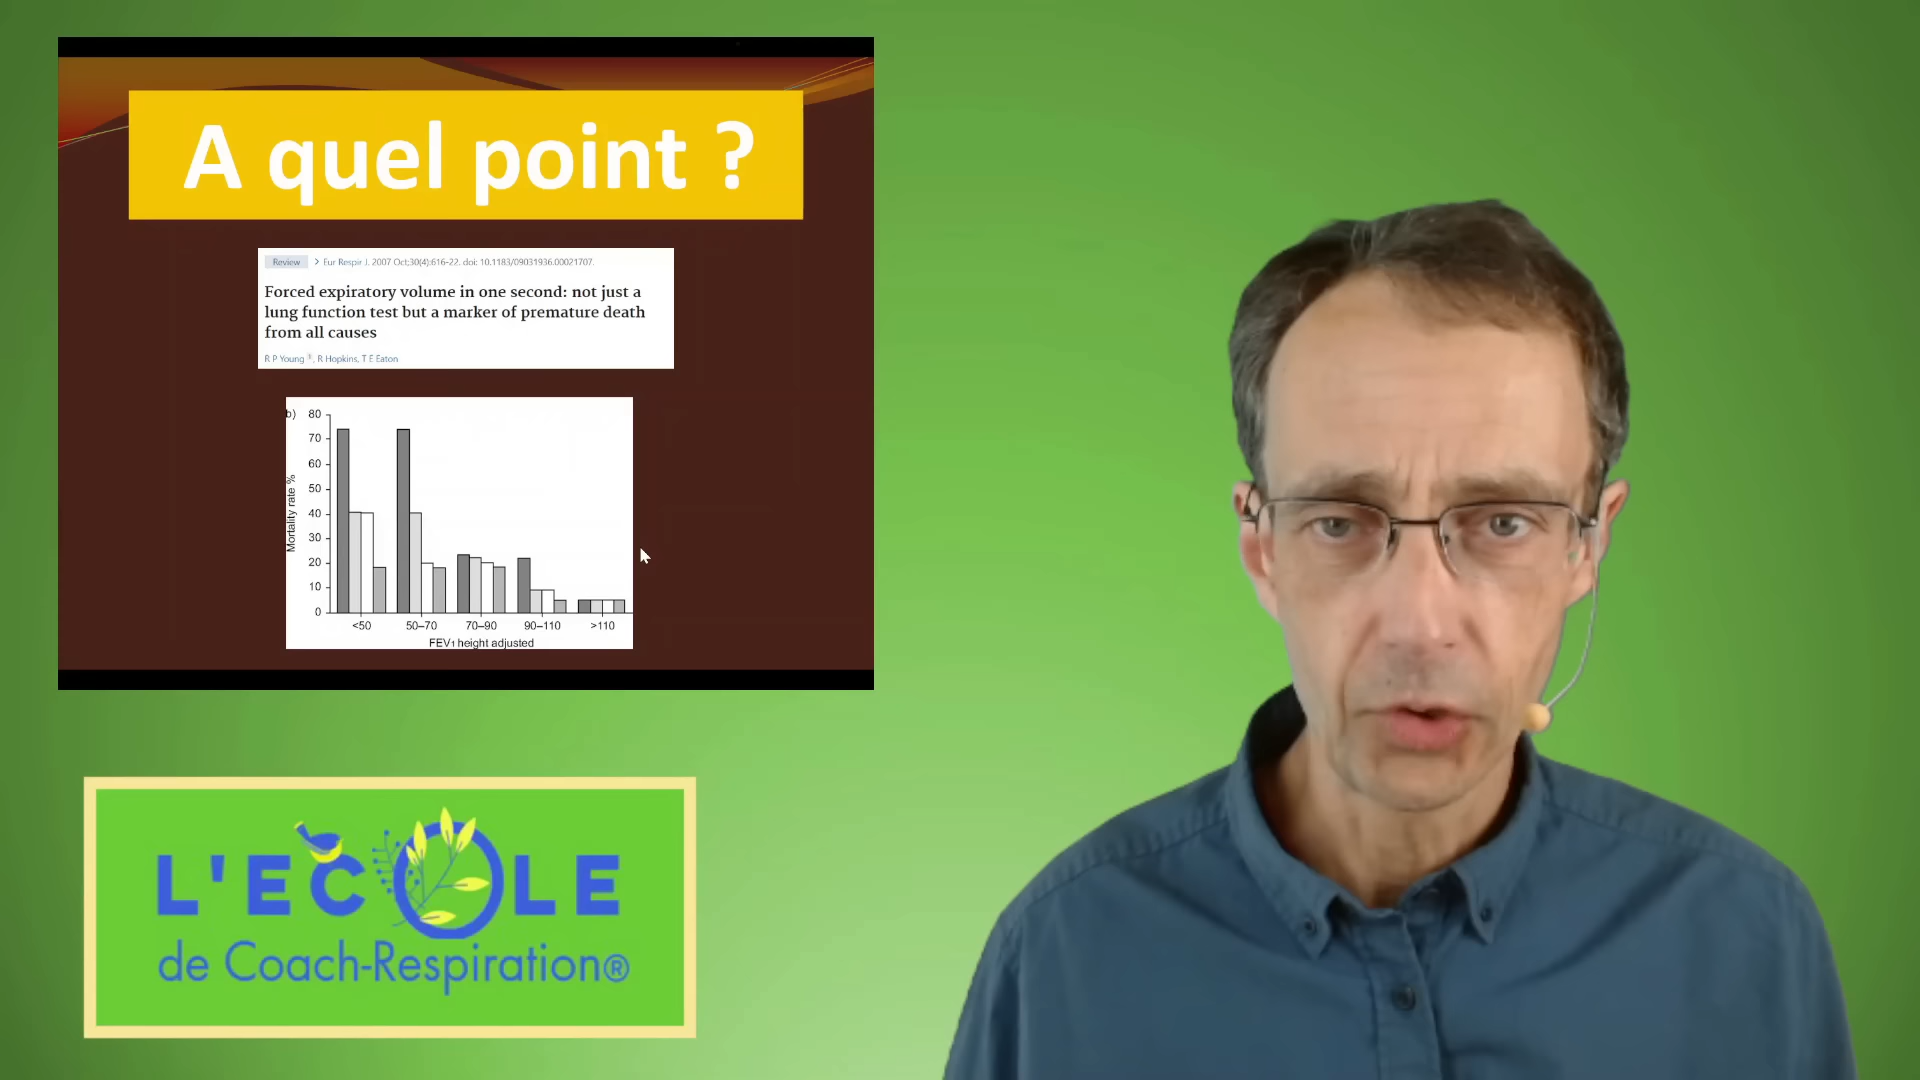 A quel point ?
Review > Eur Respir J. 2007 Oct;30(4):616-22. doi: 10.1183/09031936.00021707.
Forced expiratory volume in one second: not just a
lung function test but a marker of premature death
from all causes
R P Young, R Hopkins, T E Eaton
b)
80
70
60
50
40
30
20
10
0
Mortality rate %
<50 50–70 70–90 90–110 >110
FEV1 height adjusted
L'ECOLE
de Coach-Respiration®